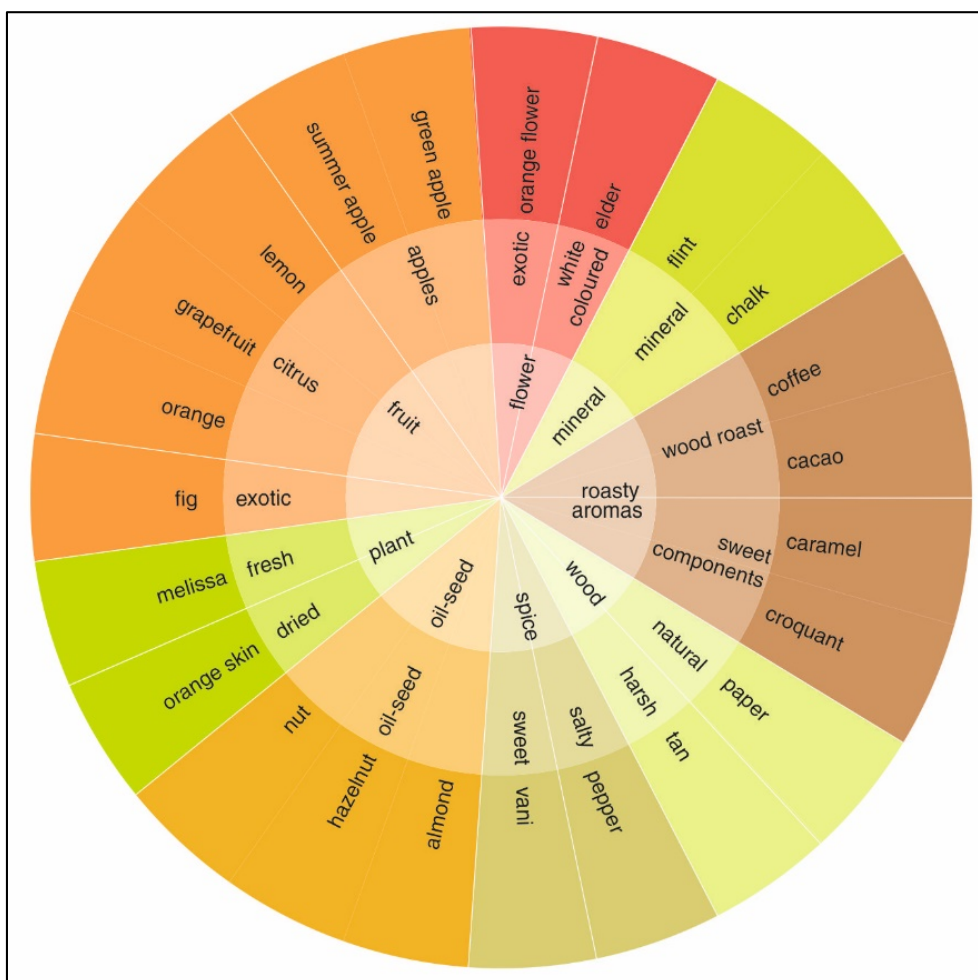 orange flower
exotic
flower
elder
white
coloured
flint
chalk
mineral
mineral
coffee
cacao
wood roast
roasty
aromas
caramel
croquant
sweet
components
paper
natural
tan
harsh
wood
pepper
salty
vani
sweet
spice
almond
hazelnut
nut
oil-seed
oil-seed
orange skin
dried
melissa
fresh
plant
fig
exotic
orange
grapefruit
lemon
citrus
summer apple
green apple
apples
fruit